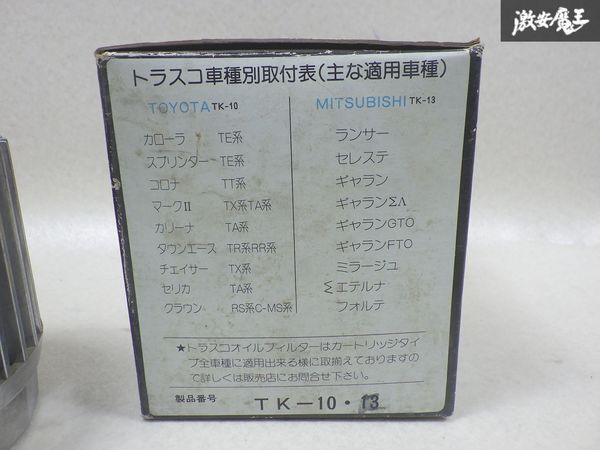 激安魔王
トラスコ車種別取付表(主な適用車種)
TOYOTA TK-10
カローラ TE系
スプリンター TE系
コロナ TT系
マークII TX系TA系
カリーナ TA系
タウンエース TR系RR系
チェイサー TX系
セリカ TA系
クラウン RS系C-MS系
MITSUBISHI TK-13
ランサー
セレステ
ギャラン
ギャランΣΛ
ギャランGTO
ギャランFTO
ミラージュ
Σエテルナ
フォルテ
★トラスコオイルフィルターはカートリッジタイ
プ全車種に適用出来る様に取揃えておりますの
で詳しくは販売店にお問合せ下さい。
製品番号 TK-10・13